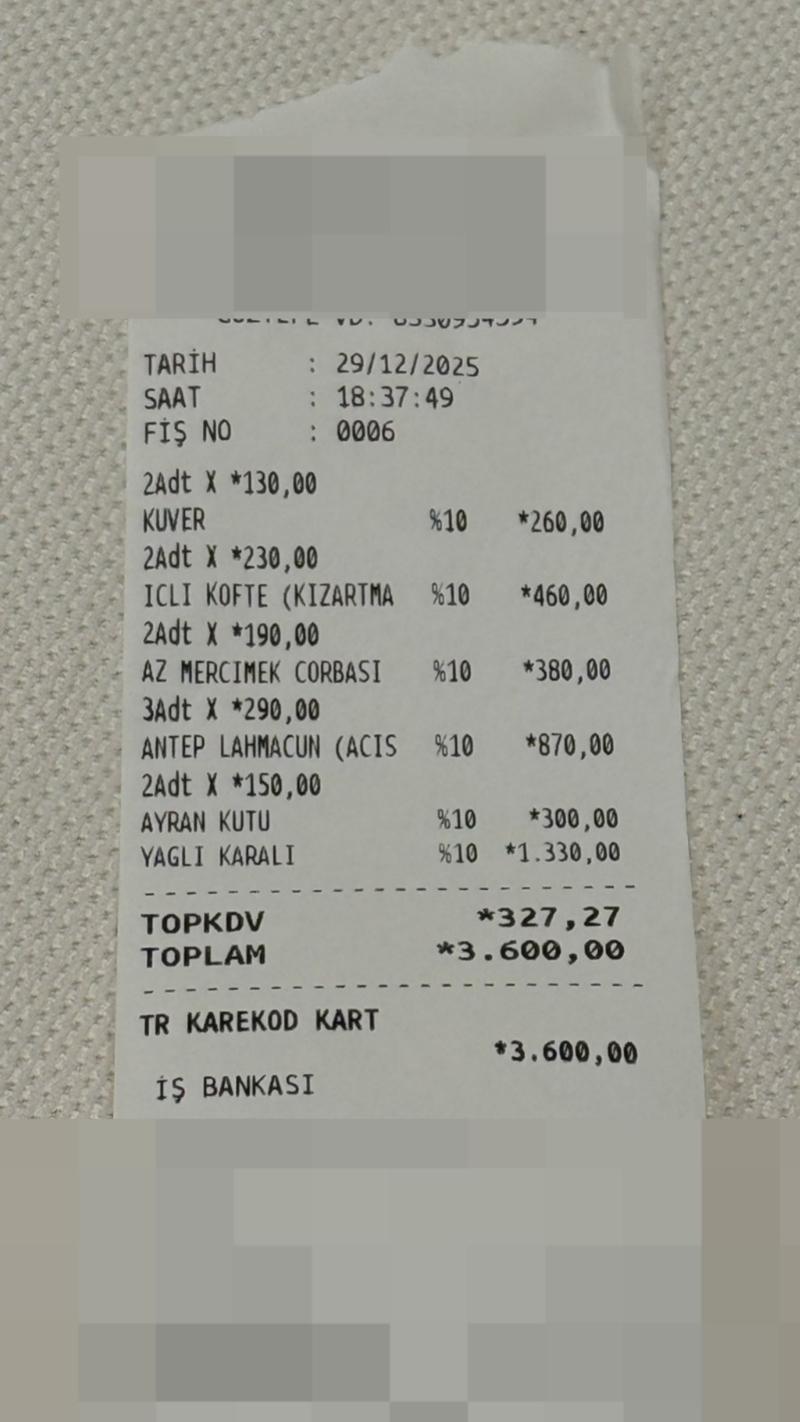 TARİH : 29/12/2025
SAAT : 18:37:49
FİŞ NO : 0006
2Adt X *130,00
KUVER %10 *260,00
2Adt X *230,00
ICLI KOFTE (KIZARTMA %10 *460,00
2Adt X *190,00
AZ MERCIMEK CORBASI %10 *380,00
3Adt X *290,00
ANTEP LAHMACUN (ACIS %10 *870,00
2Adt X *150,00
AYRAN KUTU %10 *300,00
YAGLI KARALI %10 *1.330,00
TOPKDV *327,27
TOPLAM *3.600,00
TR KAREKOD KART
*3.600,00
İŞ BANKASI